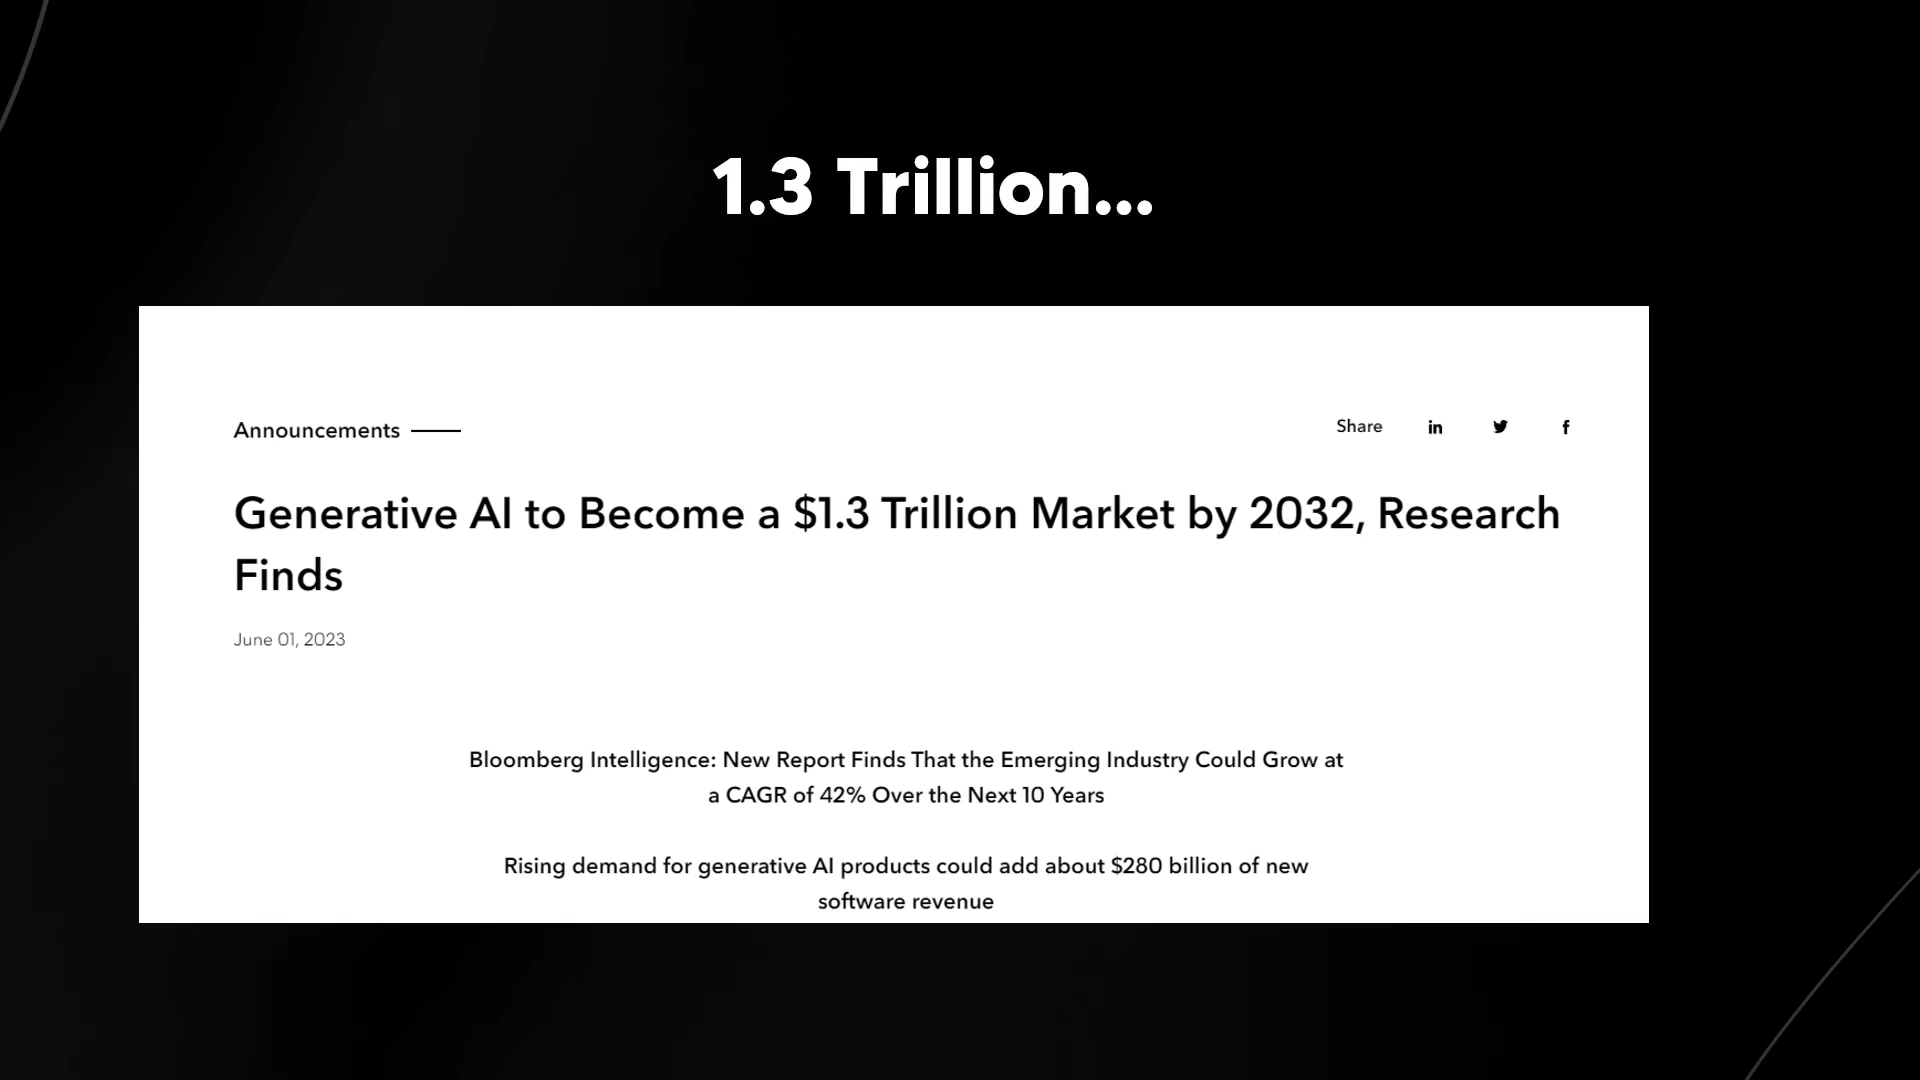 1.3 Trillion...
Announcements
Share
Generative AI to Become a $1.3 Trillion Market by 2032, Research
Finds
June 01, 2023
Bloomberg Intelligence: New Report Finds That the Emerging Industry Could Grow at
a CAGR of 42% Over the Next 10 Years
Rising demand for generative AI products could add about $280 billion of new
software revenue